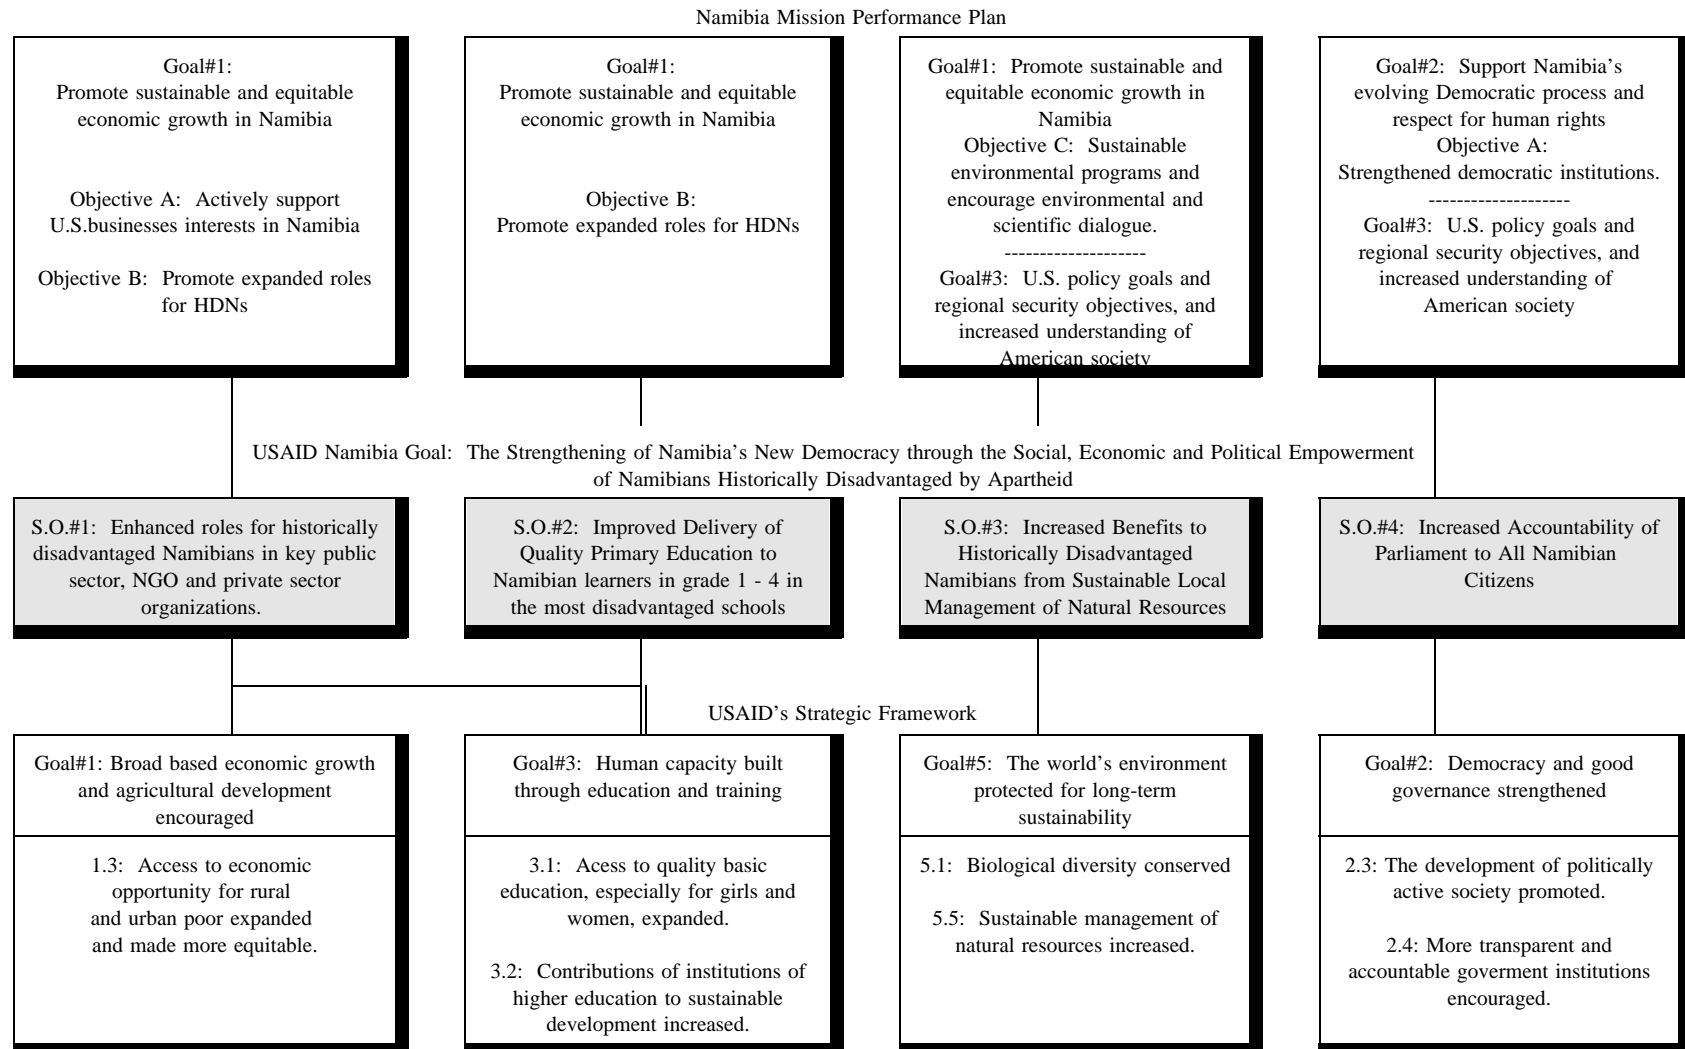 Namibia Mission Performance Plan
Goal#1:
Promote sustainable and equitable
economic growth in Namibia
Objective A: Actively support
U.S.businesses interests in Namibia
Objective B: Promote expanded roles
for HDNs
Goal#1:
Promote sustainable and equitable
economic growth in Namibia
Objective B:
Promote expanded roles for HDNs
Goal#1: Promote sustainable and
equitable economic growth in
Namibia
Objective C: Sustainable
environmental programs and
encourage environmental and
scientific dialogue.
--------------------
Goal#3: U.S. policy goals and
regional security objectives, and
increased understanding of
American society
Goal#2: Support Namibia's
evolving Democratic process and
respect for human rights
Objective A:
Strengthened democratic institutions.
--------------------
Goal#3: U.S. policy goals and
regional security objectives, and
increased understanding of
American society
USAID Namibia Goal: The Strengthening of Namibia's New Democracy through the Social, Economic and Political Empowerment
of Namibians Historically Disadvantaged by Apartheid
S.O.#1: Enhanced roles for historically
disadvantaged Namibians in key public
sector, NGO and private sector
organizations.
S.O.#2: Improved Delivery of
Quality Primary Education to
Namibian learners in grade 1 - 4 in
the most disadvantaged schools
S.O.#3: Increased Benefits to
Historically Disadvantaged
Namibians from Sustainable Local
Management of Natural Resources
S.O.#4: Increased Accountability of
Parliament to All Namibian
Citizens
USAID's Strategic Framework
Goal#1: Broad based economic growth
and agricultural development
encouraged
1.3: Access to economic
opportunity for rural
and urban poor expanded
and made more equitable.
Goal#3: Human capacity built
through education and training
3.1: Acess to quality basic
education, especially for girls and
women, expanded.
3.2: Contributions of institutions of
higher education to sustainable
development increased.
Goal#5: The world's environment
protected for long-term
sustainability
5.1: Biological diversity conserved
5.5: Sustainable management of
natural resources increased.
Goal#2: Democracy and good
governance strengthened
2.3: The development of politically
active society promoted.
2.4: More transparent and
accountable goverment institutions
encouraged.